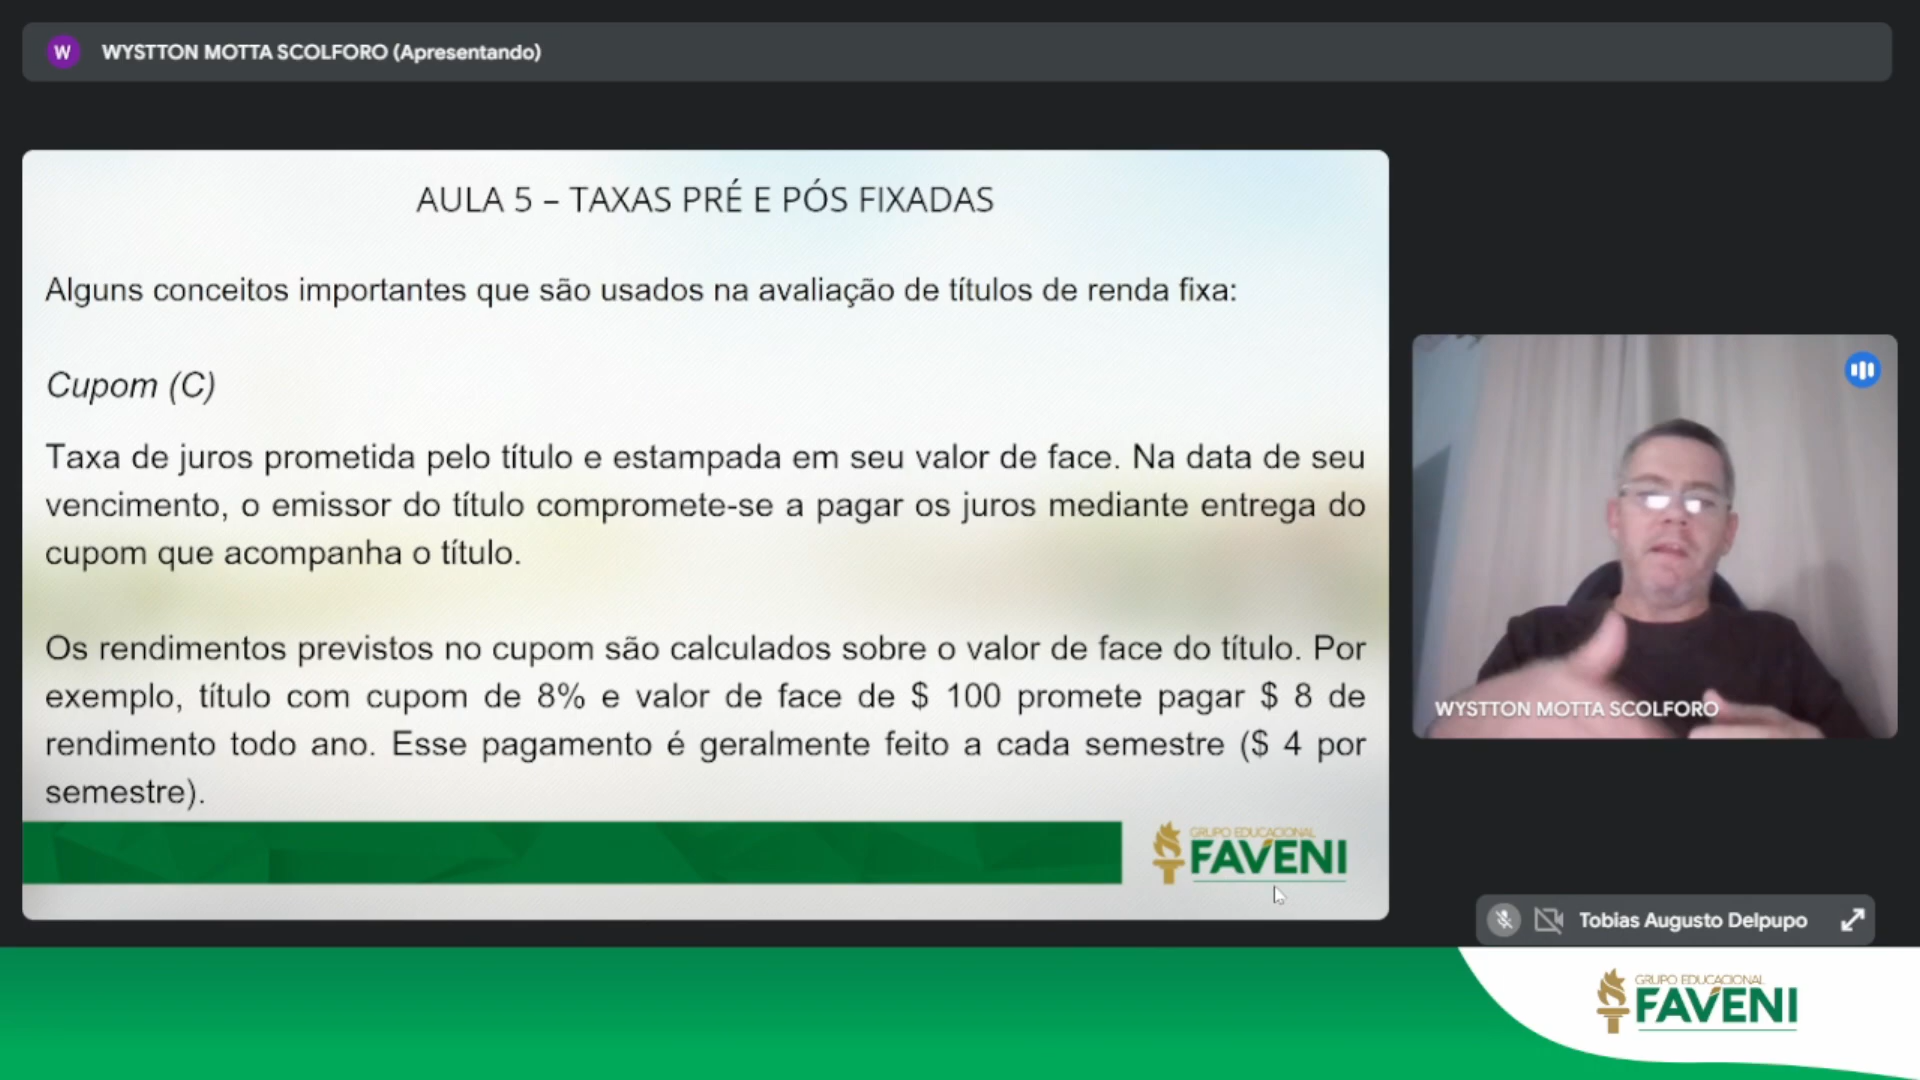 W WYSTTON MOTTA SCOLFORO (Apresentando)
AULA 5 – TAXAS PRÉ E PÓS FIXADAS
Alguns conceitos importantes que são usados na avaliação de títulos de renda fixa:
Cupom (C)
Taxa de juros prometida pelo título e estampada em seu valor de face. Na data de seu
vencimento, o emissor do título compromete-se a pagar os juros mediante entrega do
cupom que acompanha o título.
Os rendimentos previstos no cupom são calculados sobre o valor de face do título. Por
exemplo, título com cupom de 8% e valor de face de $ 100 promete pagar $ 8 de
rendimento todo ano. Esse pagamento é geralmente feito a cada semestre ($ 4 por
semestre).
GRUPO EDUCACIONAL
FAVENI
WYSTTON MOTTA SCOLFORO
Tobias Augusto Delpupo
GRUPO EDUCACIONAL
FAVENI